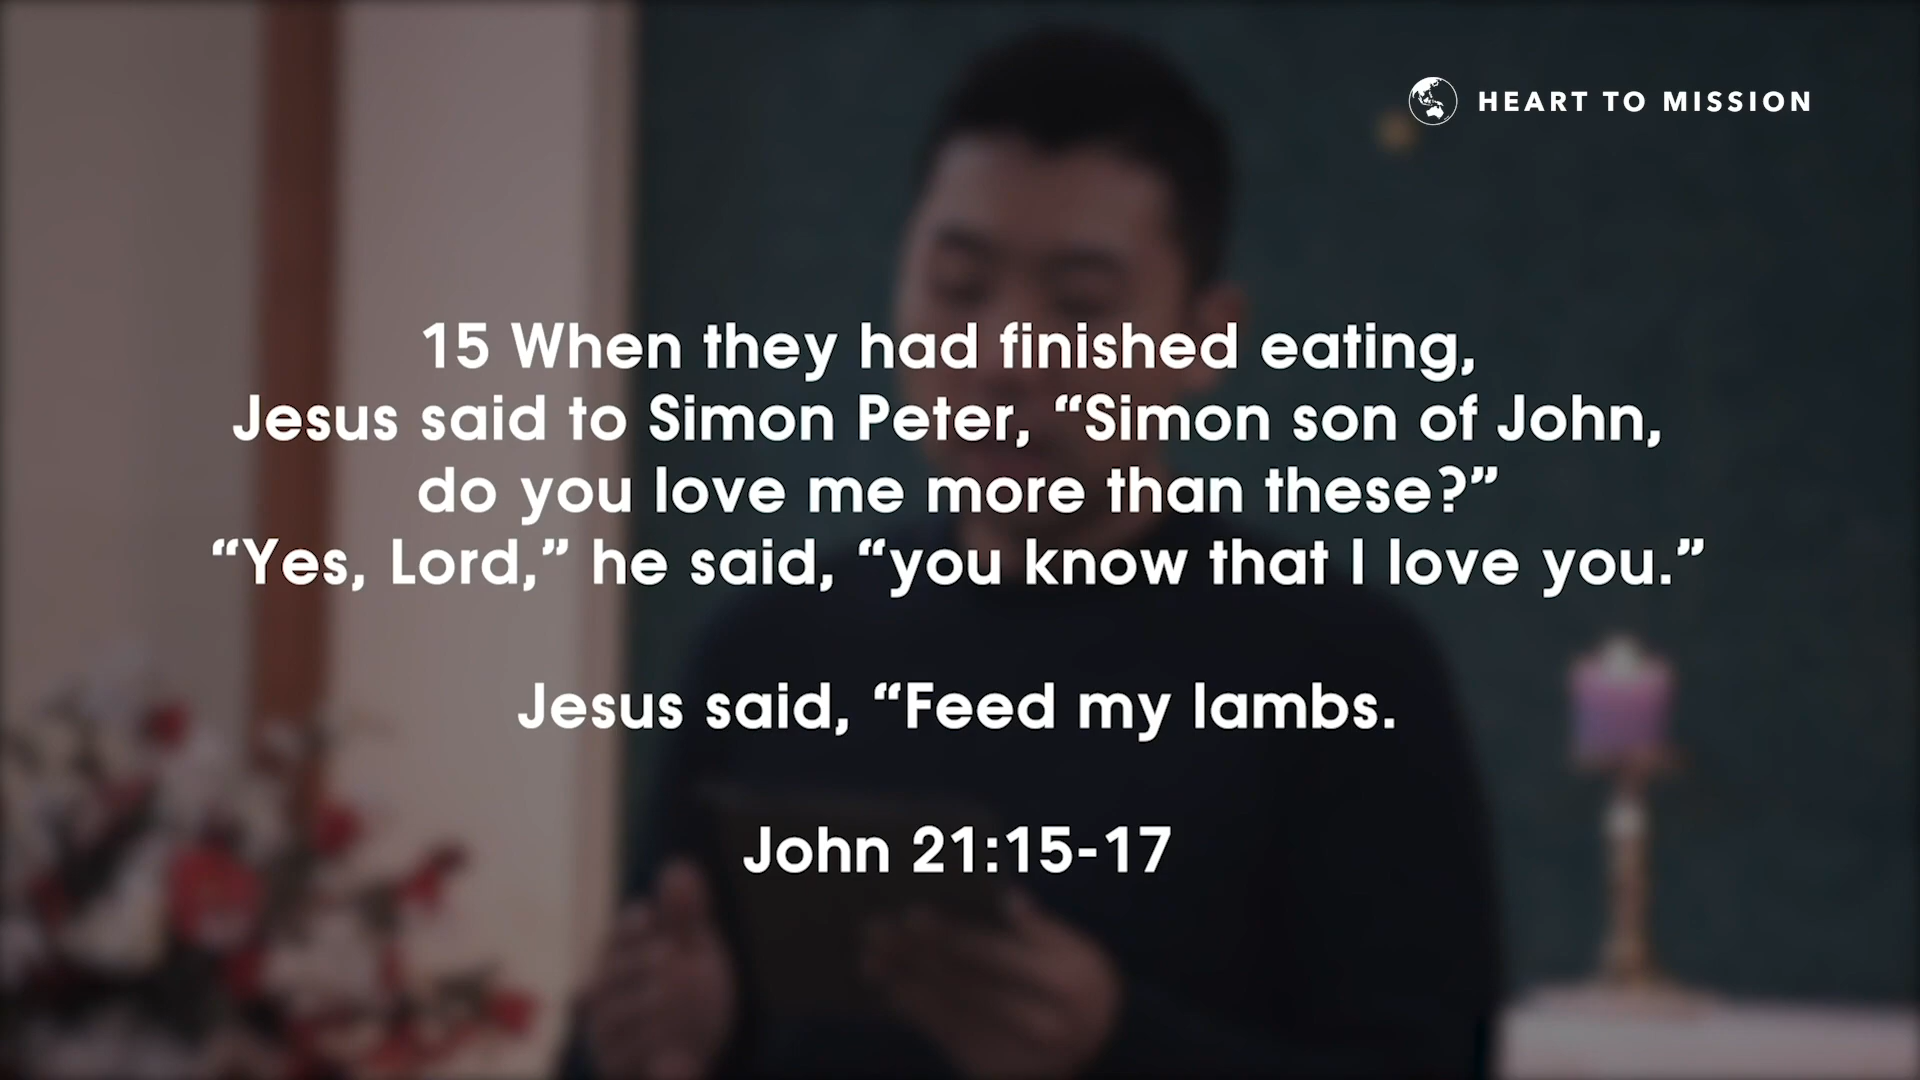 HEART TO MISSION
15 When they had finished eating,
Jesus said to Simon Peter, “Simon son of John,
do you love me more than these?”
“Yes, Lord,” he said, “you know that I love you.”
Jesus said, “Feed my lambs.
John 21:15-17